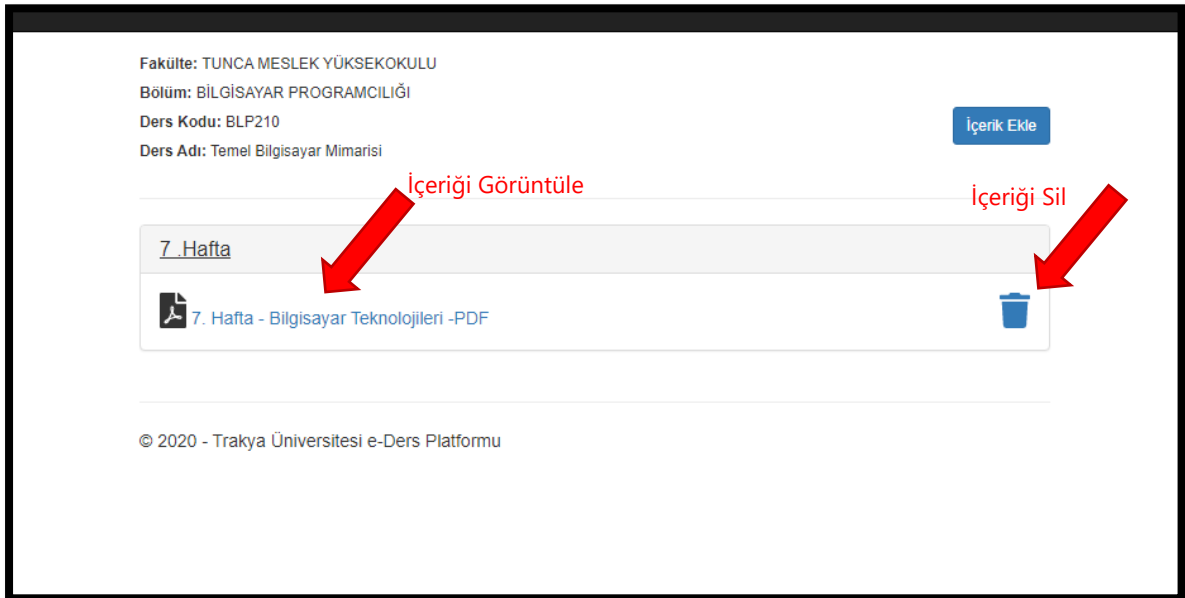 Fakülte: TUNCA MESLEK YÜKSEKOKULU
Bölüm: BİLGİSAYAR PROGRAMCILIĞI
Ders Kodu: BLP210
İçerik Ekle
Ders Adı: Temel Bilgisayar Mimarisi
İçeriği Görüntüle
İçeriği Sil
7 .Hafta
7. Hafta - Bilgisayar Teknolojileri -PDF
© 2020 - Trakya Üniversitesi e-Ders Platformu